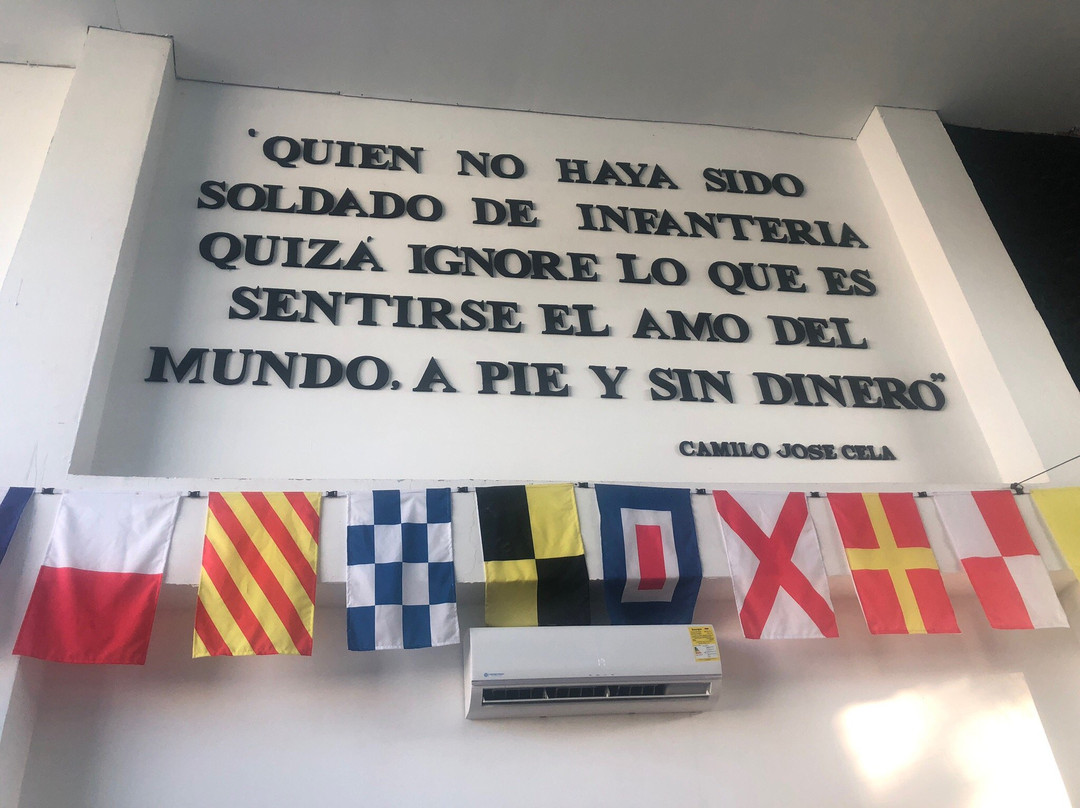 "QUIEN NO HAYA SIDO
SOLDADO DE INFANTERIA
QUIZÁ IGNORE LO QUE ES
SENTIRSE EL AMO DEL
MUNDO, A PIE Y SIN DINERO"
CAMILO JOSE CELA